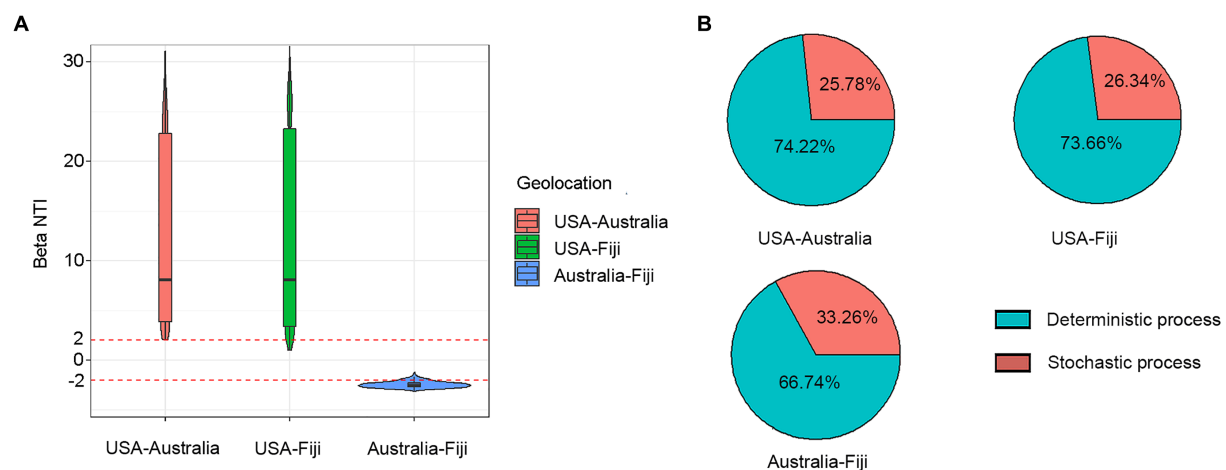 A
Beta NTI
30
20
10
2
0
-2
USA-Australia
USA-Fiji
Australia-Fiji
Geolocation
USA-Australia
USA-Fiji
Australia-Fiji
B
25.78%
74.22%
USA-Australia
26.34%
73.66%
USA-Fiji
33.26%
66.74%
Australia-Fiji
Deterministic process
Stochastic process